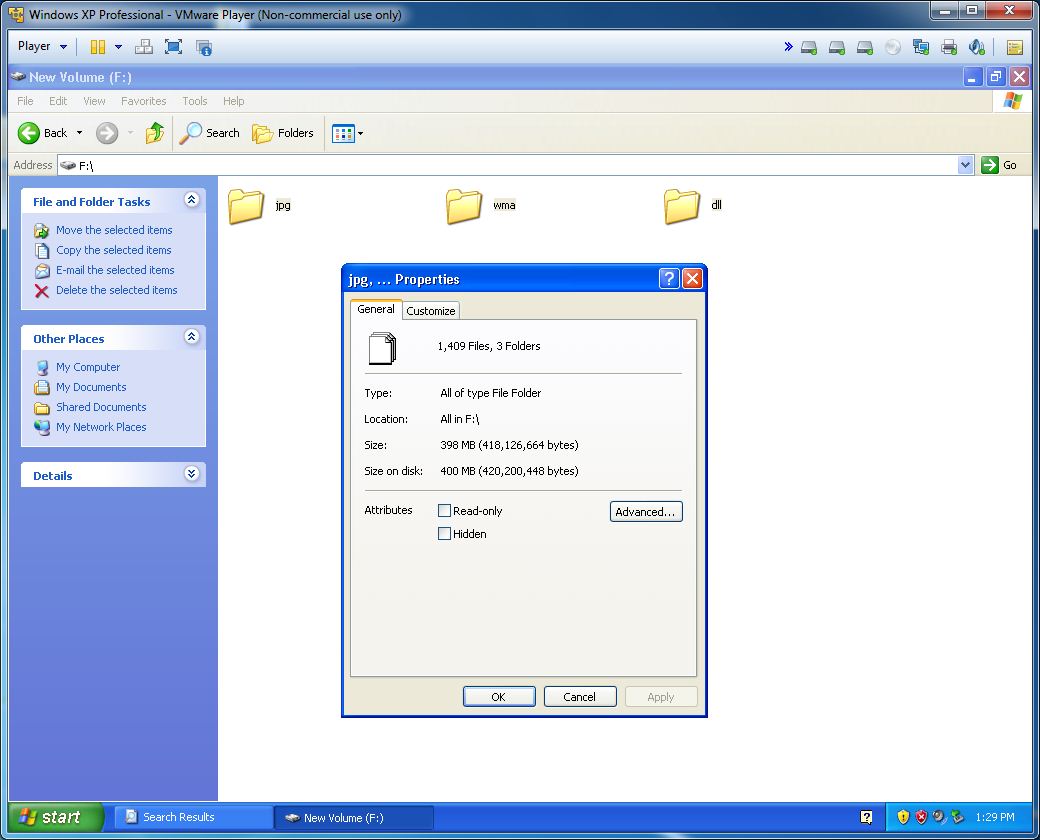 Windows XP Professional - VMware Player (Non-commercial use only)
Player
New Volume (F:)
File Edit View Favorites Tools Help
Back Search Folders
Address F:\ Go
File and Folder Tasks
Move the selected items
Copy the selected items
E-mail the selected items
Delete the selected items
Other Places
My Computer
My Documents
Shared Documents
My Network Places
Details
jpg wma dll
jpg, ... Properties
General Customize
1,409 Files, 3 Folders
Type: All of type File Folder
Location: All in F:\
Size: 398 MB (418,126,664 bytes)
Size on disk: 400 MB (420,200,448 bytes)
Attributes Read-only Advanced...
Hidden
OK Cancel Apply
start Search Results New Volume (F:) 1:29 PM